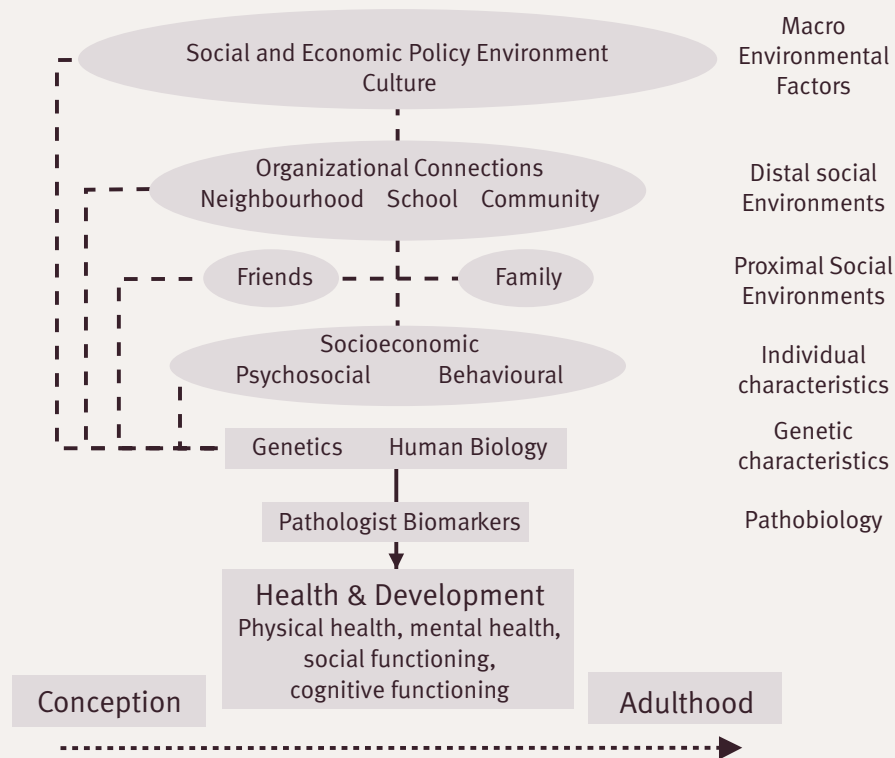 Social and Economic Policy Environment
Culture
Macro
Environmental
Factors
Organizational Connections
Neighbourhood School Community
Distal social
Environments
Friends Family
Proximal Social
Environments
Socioeconomic
Psychosocial Behavioural
Individual
characteristics
Genetics Human Biology
Genetic
characteristics
Pathologist Biomarkers
Pathobiology
Health & Development
Physical health, mental health,
social functioning,
cognitive functioning
Conception
Adulthood